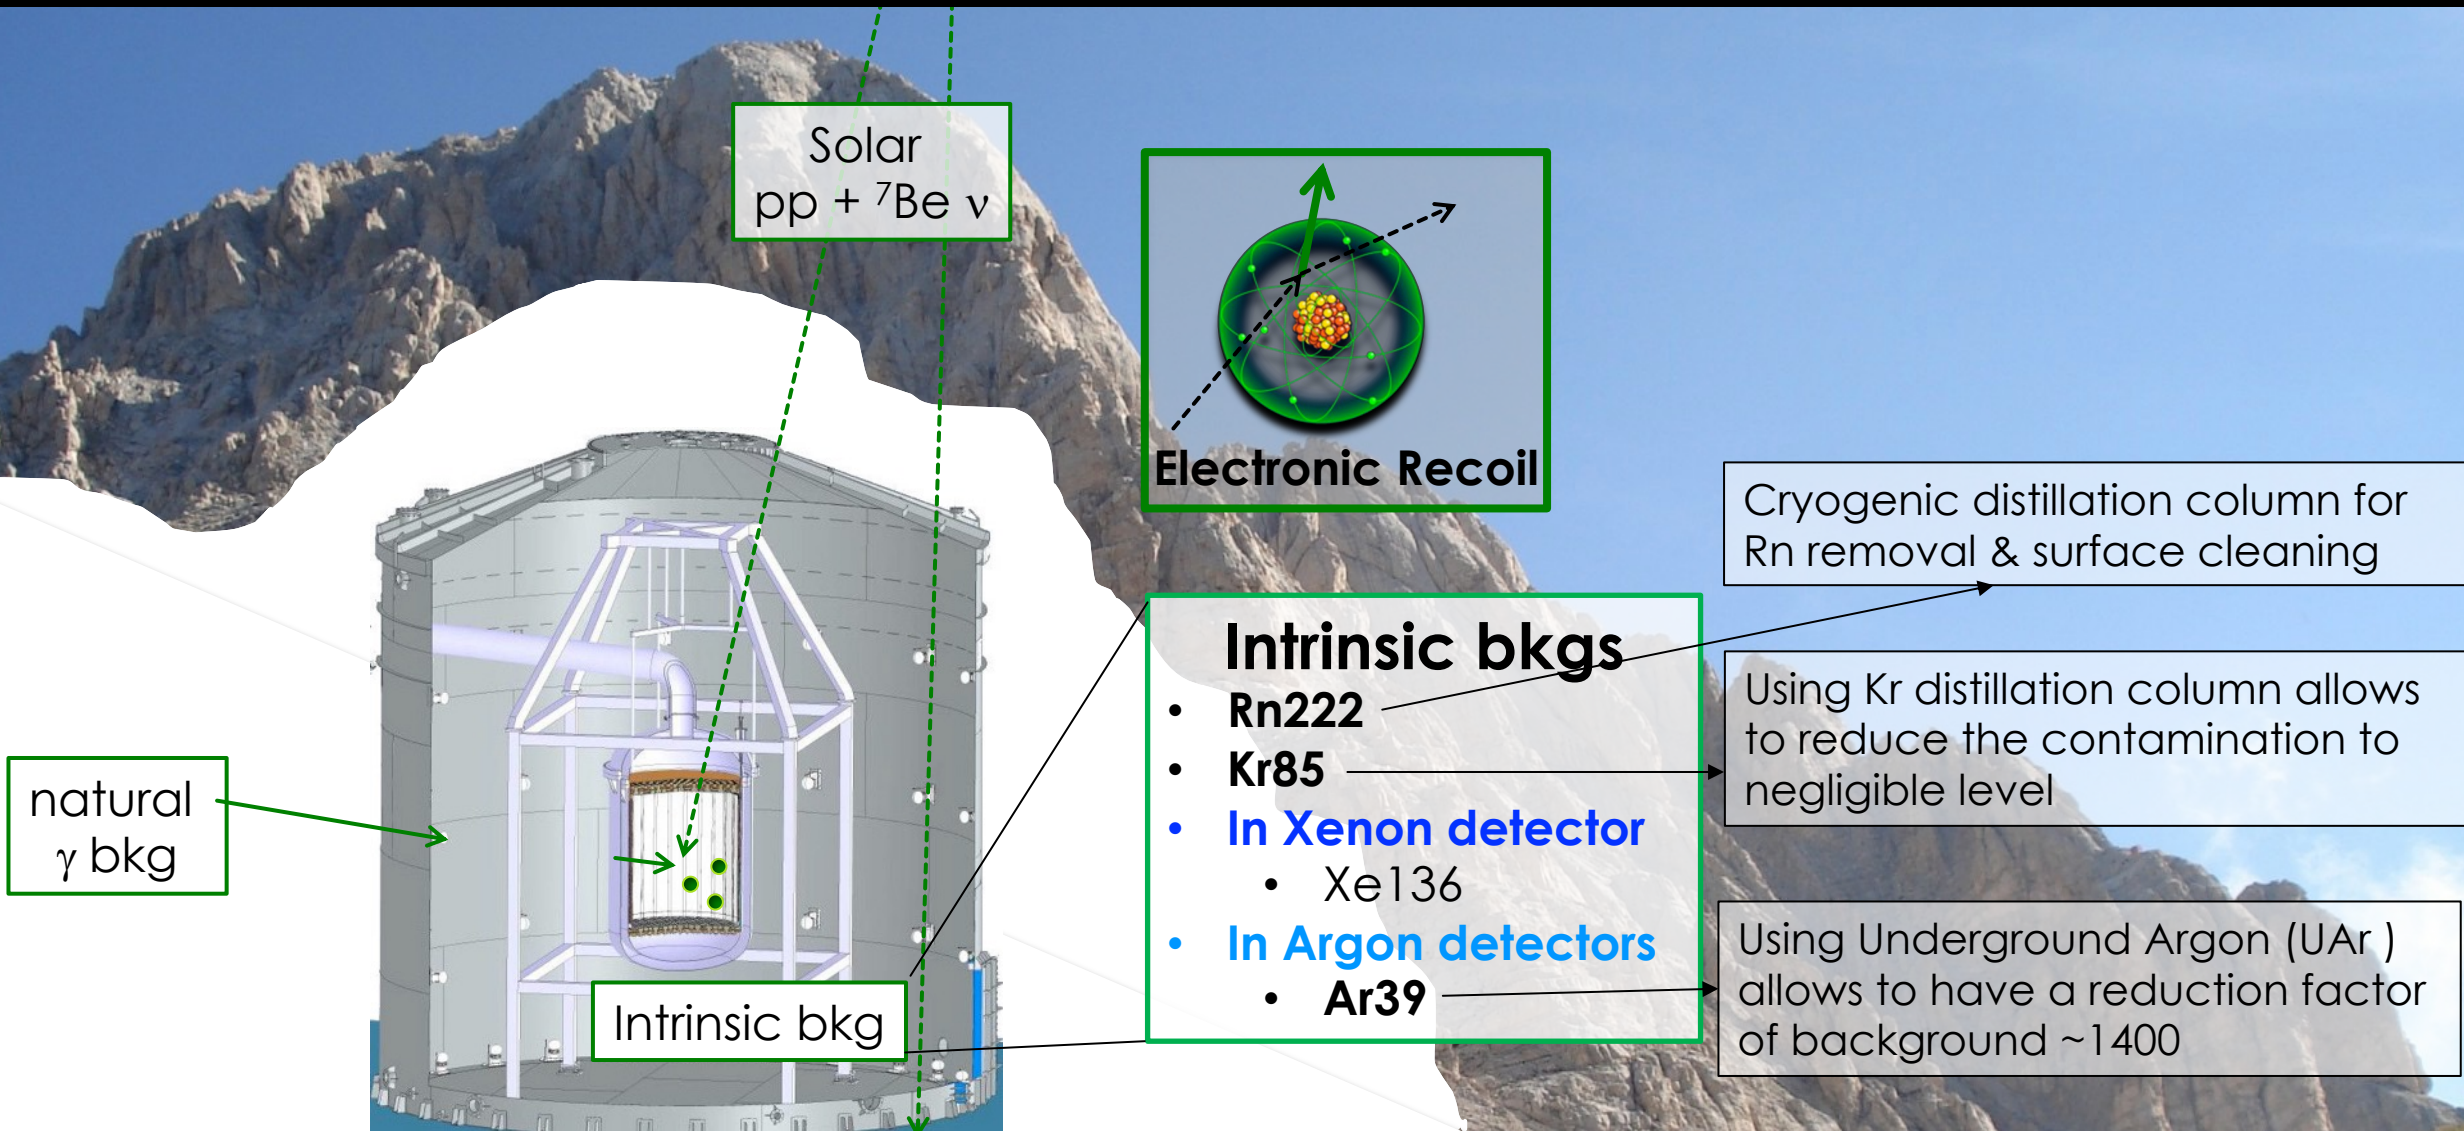 Solar
pp + ⁷Be ν
Electronic Recoil
Cryogenic distillation column for
Rn removal & surface cleaning
Intrinsic bkgs
• Rn222
• Kr85
• In Xenon detector
• Xe136
• In Argon detectors
• Ar39
Using Kr distillation column allows
to reduce the contamination to
negligible level
Using Underground Argon (UAr )
allows to have a reduction factor
of background ~1400
natural
γ bkg
Intrinsic bkg